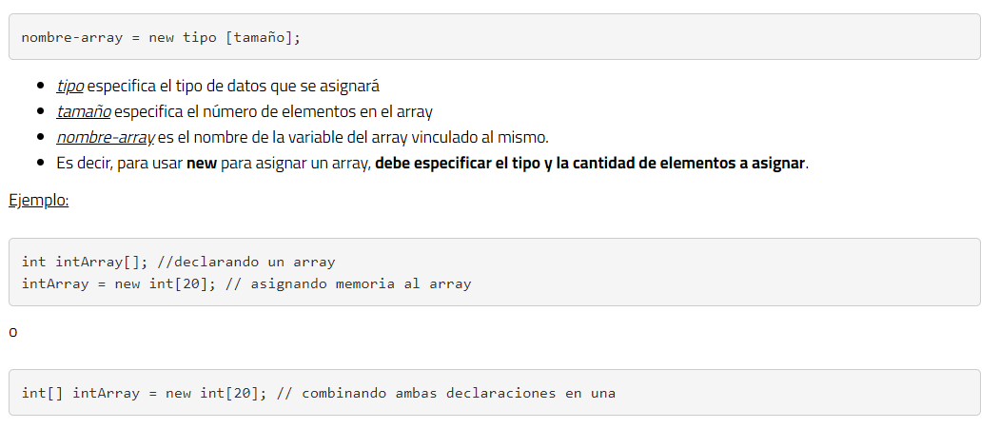 nombre-array = new tipo [tamaño];
tipo especifica el tipo de datos que se asignará
tamaño especifica el número de elementos en el array
nombre-array es el nombre de la variable del array vinculado al mismo.
Es decir, para usar new para asignar un array, debe especificar el tipo y la cantidad de elementos a asignar.
Ejemplo:
int intArray[]; //declarando un array
intArray = new int[20]; // asignando memoria al array
o
int[] intArray = new int[20]; // combinando ambas declaraciones en una